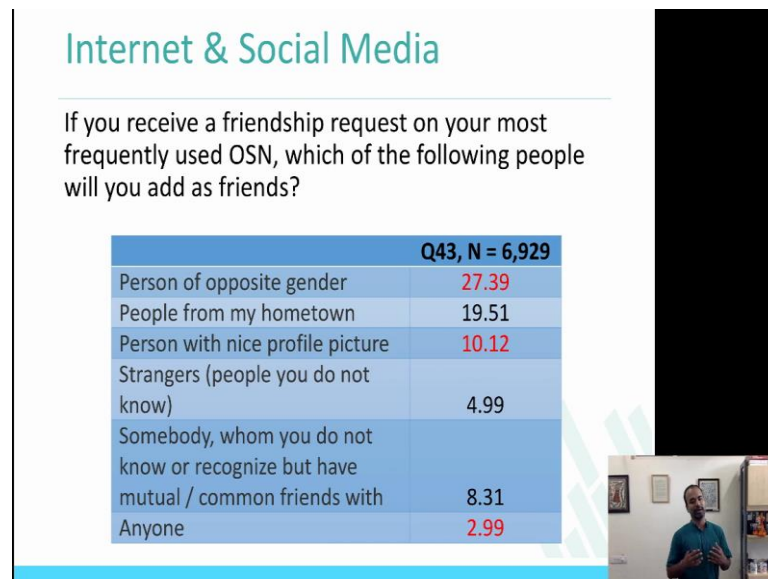 Internet & Social Media
If you receive a friendship request on your most
frequently used OSN, which of the following people
will you add as friends?
Q43, N = 6,929
Person of opposite gender 27.39
People from my hometown 19.51
Person with nice profile picture 10.12
Strangers (people you do not
know) 4.99
Somebody, whom you do not
know or recognize but have
mutual / common friends with 8.31
Anyone 2.99